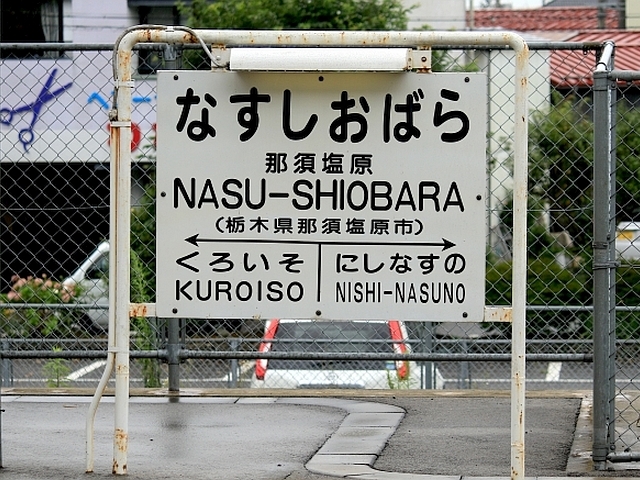 なすしおばら
那須塩原
NASU-SHIOBARA
(栃木県那須塩原市)
くろいそ にしなすの
KUROISO NISHI-NASUNO